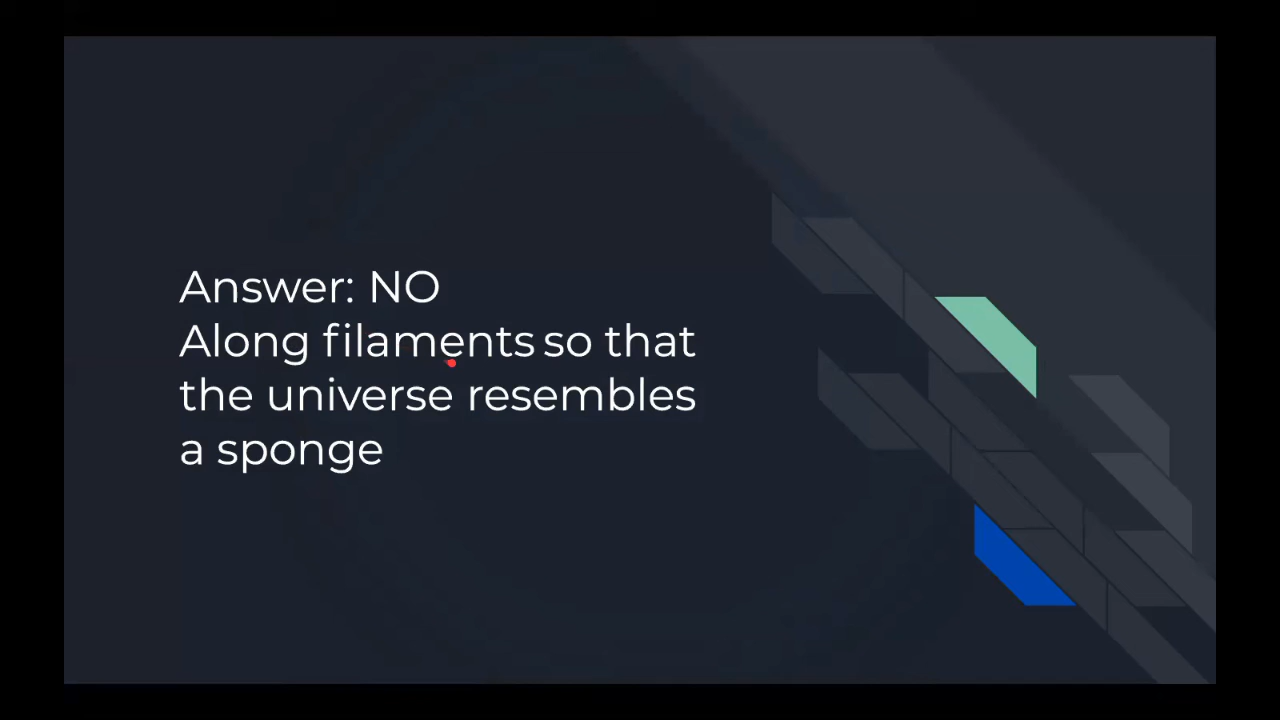 Answer: NO
Along filaments so that
the universe resembles
a sponge